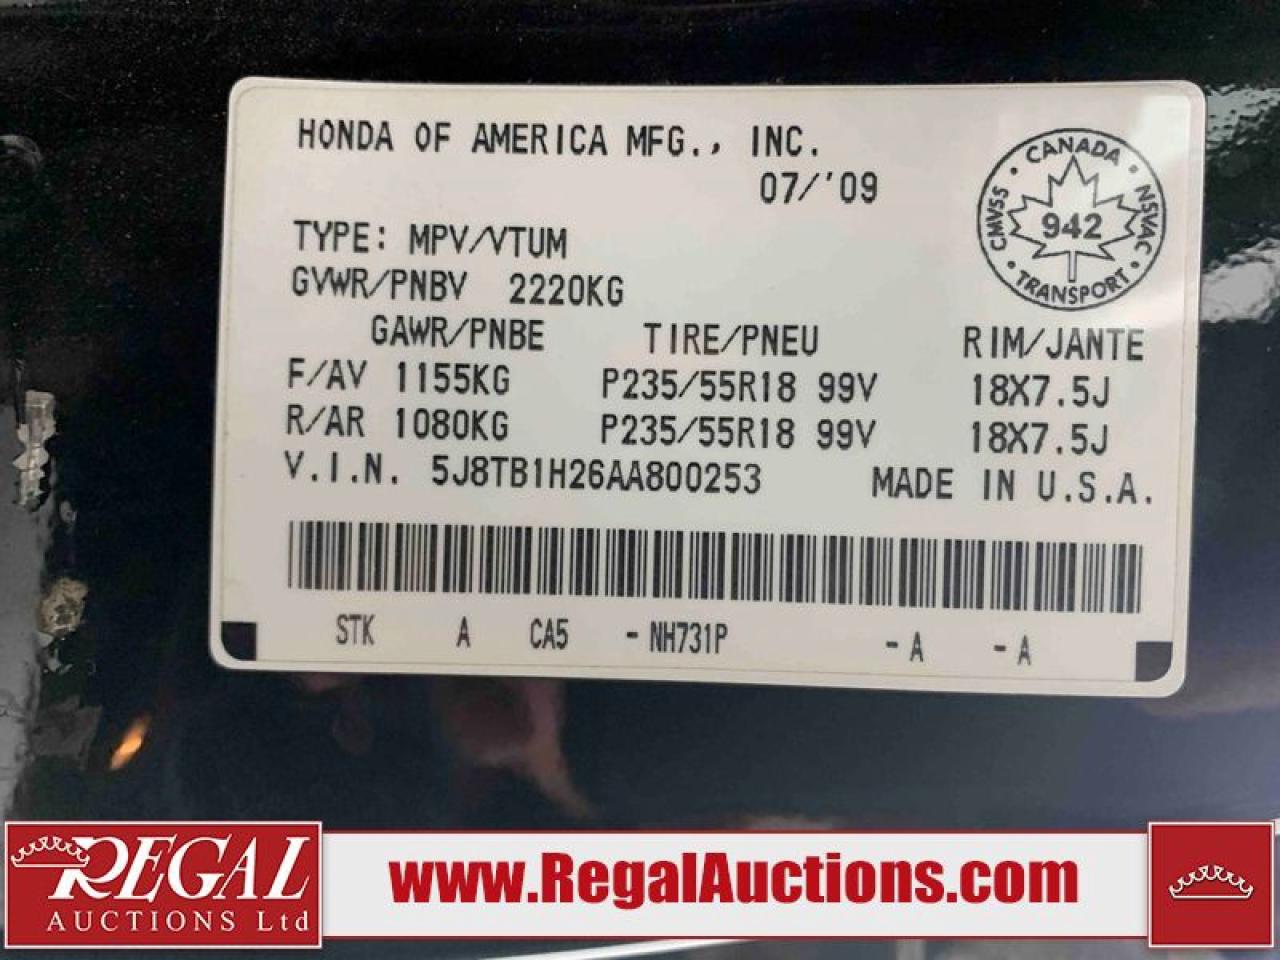 HONDA OF AMERICA MFG., INC.
07/'09
CANADA
CMVSS
942
NSVAC
TRANSPORT
TYPE: MPV/VTUM
GVWR/PNBV 2220KG
GAWR/PNBE TIRE/PNEU RIM/JANTE
F/AV 1155KG P235/55R18 99V 18X7.5J
R/AR 1080KG P235/55R18 99V 18X7.5J
V.I.N. 5J8TB1H26AA800253 MADE IN U.S.A.
STK A CA5 - NH731P - A - A
REGAL
AUCTIONS Ltd
www.RegalAuctions.com